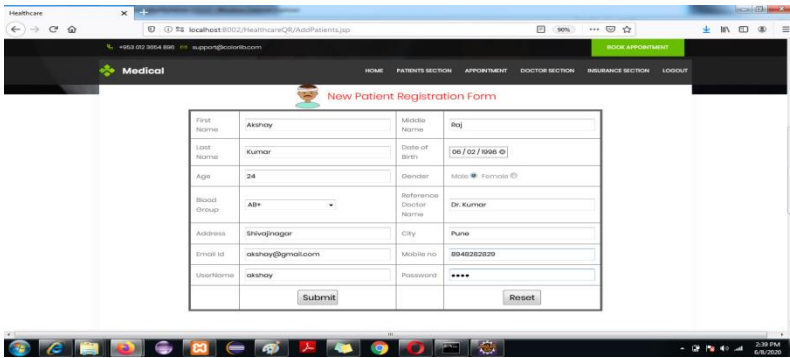 Healthcare
localhost:8002/HealthcareQR/AddPatients.jsp 90%
+953 012 3654 896 support@colorlib.com BOOK APPOINTMENT
Medical HOME PATIENTS SECTION APPOINTMENT DOCTOR SECTION INSURANCE SECTION LOGOUT
New Patient Registration Form
First Name Akshay Middle Name Raj
Last Name Kumar Date of Birth 06 / 02 / 1998
Age 24 Gender Male Female
Blood Group AB+ Reference Doctor Name Dr. Kumar
Address Shivajinagar City Pune
Email Id akshay@gmail.com Mobile no 8948282829
UserName akshay Password ••••
Submit Reset
2:39 PM
6/8/2020